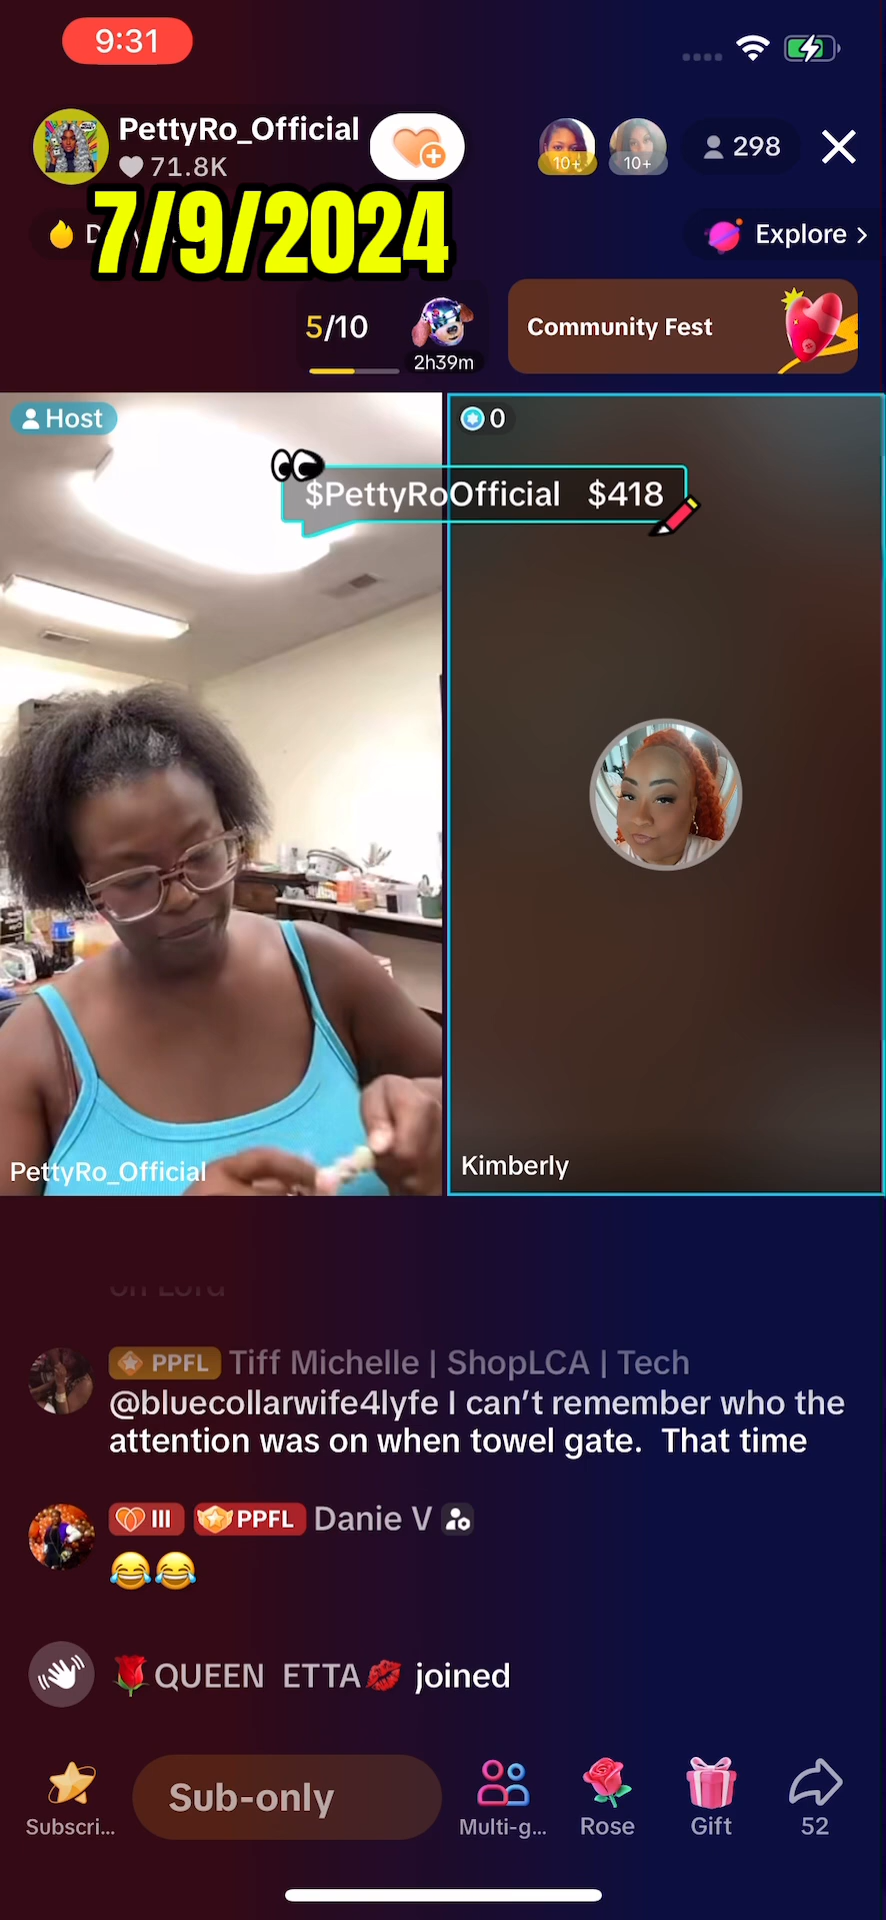 9:31
PettyRo_Official
71.8K
10+
10+
298
7/9/2024
Explore >
5/10
2h39m
Community Fest
Host
0
$PettyRoOfficial $418
PettyRo_Official
Kimberly
PPFL Tiff Michelle | ShopLCA | Tech
@bluecollarwife4lyfe I can't remember who the
attention was on when towel gate. That time
III PPFL Danie V
😂😂
🌹QUEEN ETTA💋 joined
Subscri...
Sub-only
Multi-g...
Rose
Gift
52